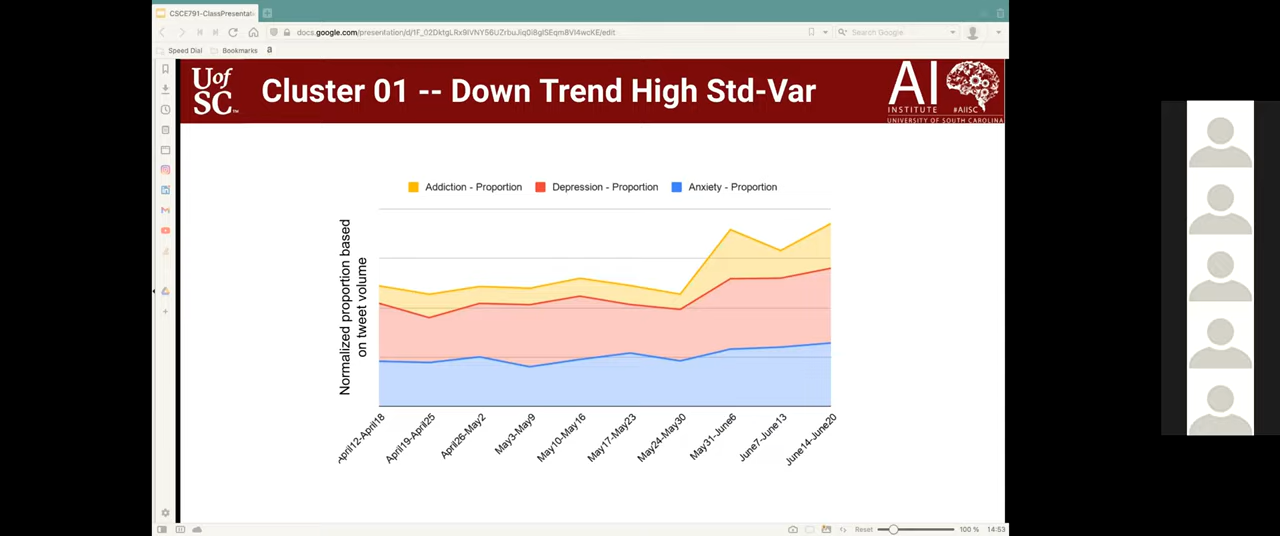 CSCE791-ClassPresentat
docs.google.com/presentation/d/1F_02DktgLRx9IVNY56UZrbuJiq0i8glSEqm8Vl4wcKE/edit
Search Google
Speed Dial
Bookmarks
a
U of
SC
Cluster 01 -- Down Trend High Std-Var
AI
INSTITUTE #AIISC
UNIVERSITY OF SOUTH CAROLINA
Addiction - Proportion
Depression - Proportion
Anxiety - Proportion
Normalized proportion based
on tweet volume
April12-April18
April19-April25
April26-May2
May3-May9
May10-May16
May17-May23
May24-May30
May31-June6
June7-June13
June14-June20
Reset
100 %
14:53